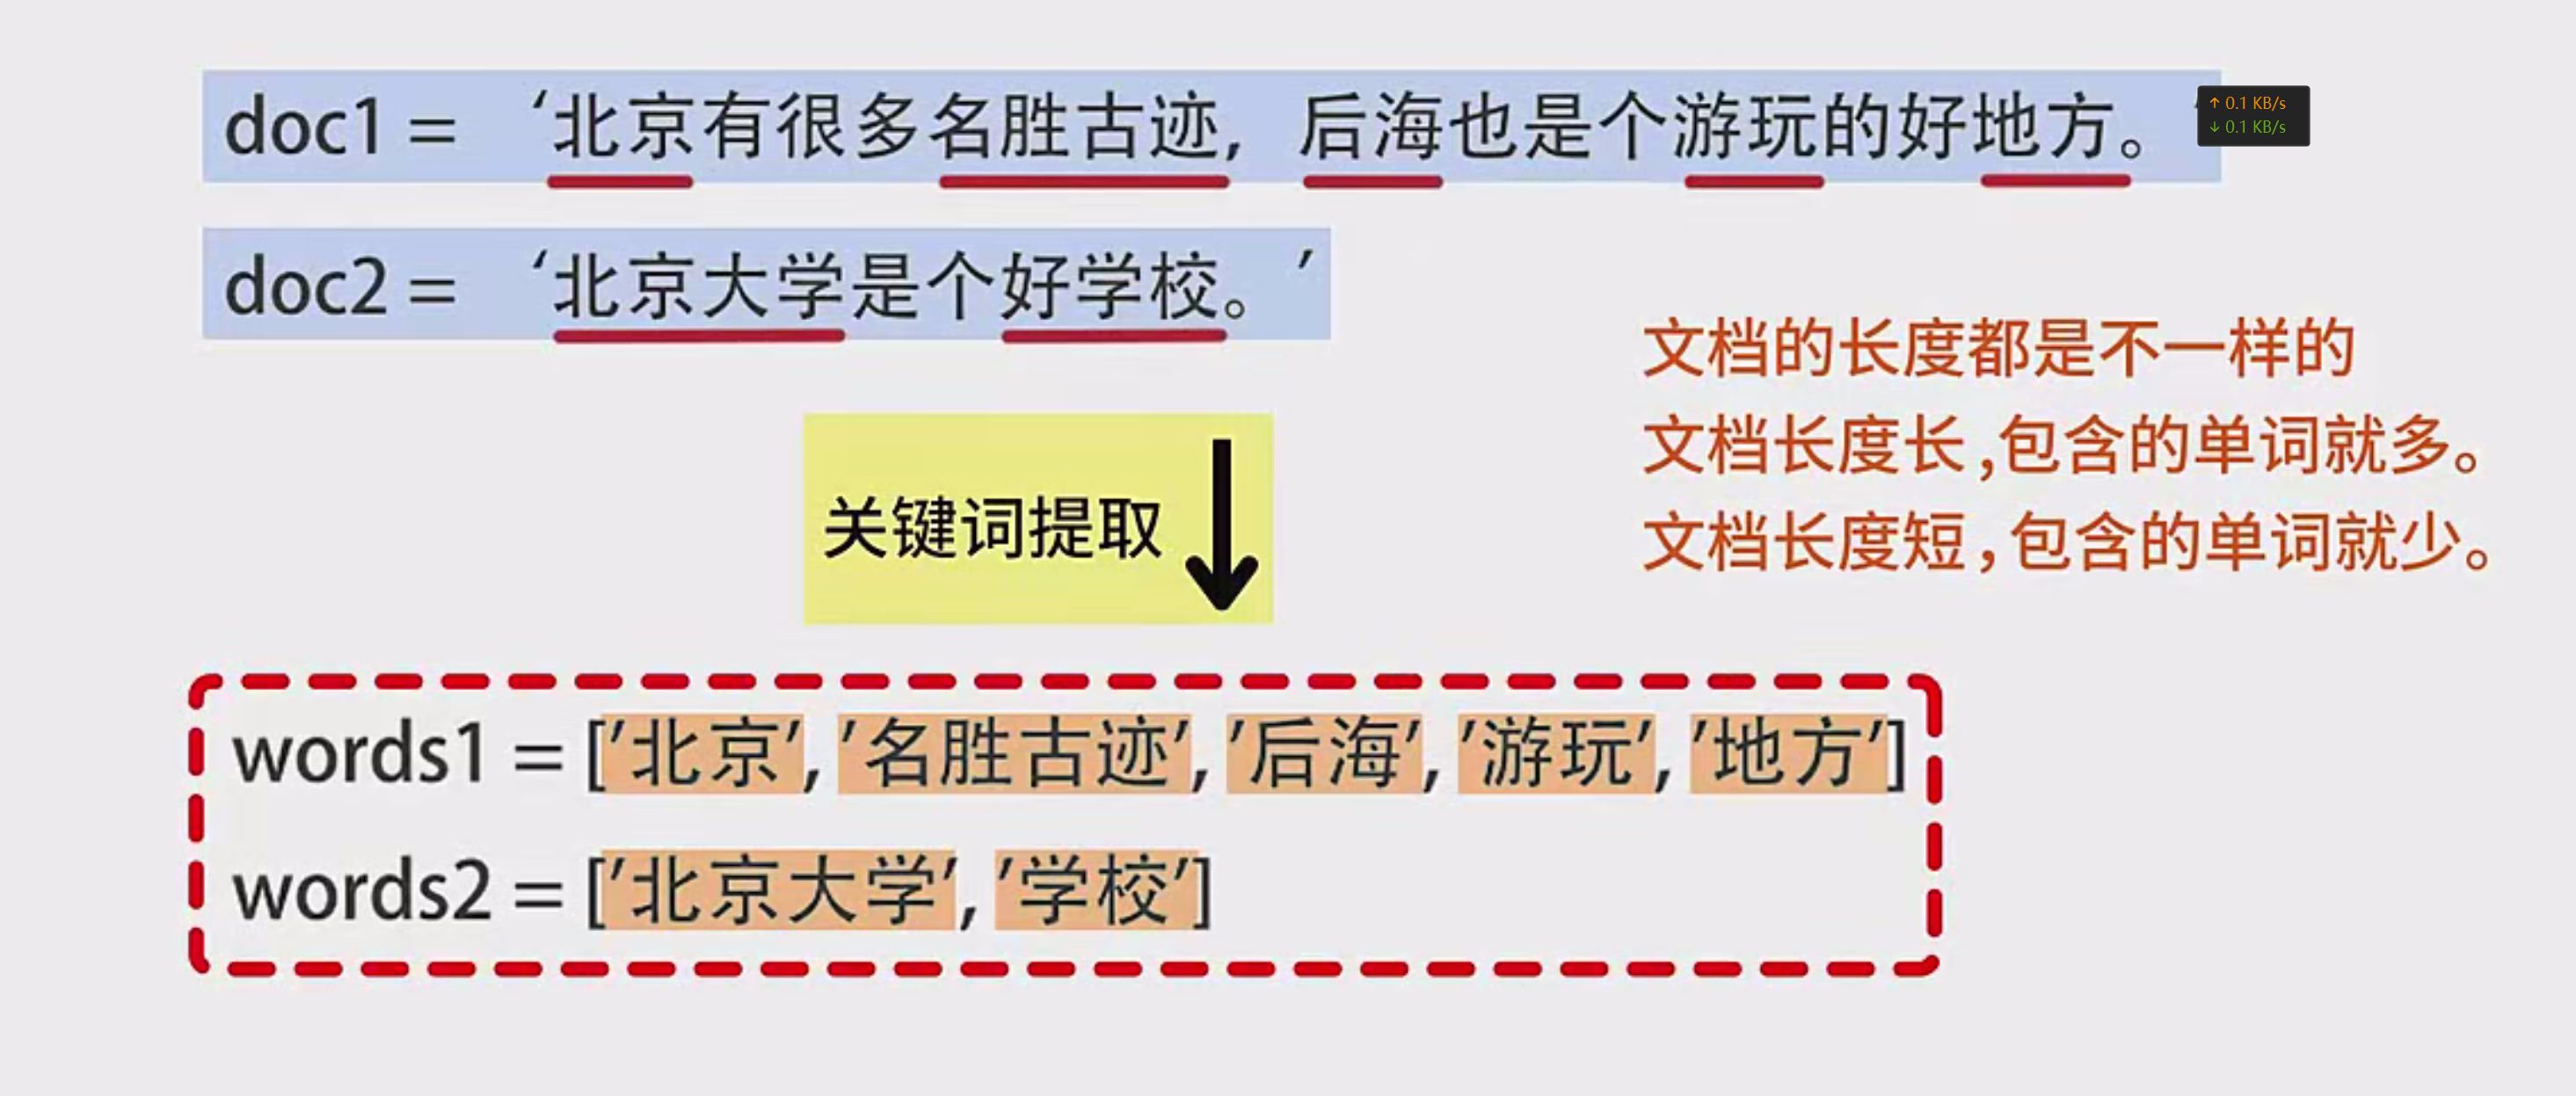 doc1 = ‘北京有很多名胜古迹, 后海也是个游玩的好地方。’
↑ 0.1 KB/s
↓ 0.1 KB/s
doc2 = ‘北京大学是个好学校。’
文档的长度都是不一样的
文档长度长,包含的单词就多。
文档长度短,包含的单词就少。
关键词提取
words1 = ['北京', '名胜古迹', '后海', '游玩', '地方']
words2 = ['北京大学', '学校']